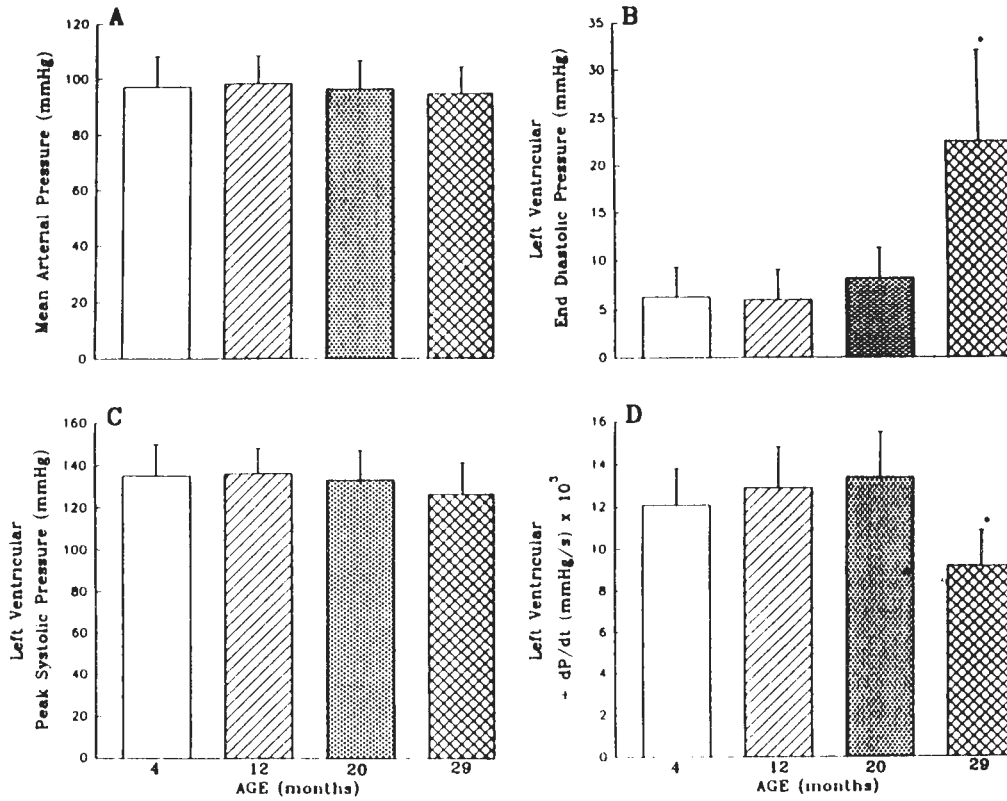 A
Mean Arterial Pressure (mmHg)
120
100
80
60
40
20
0
B
Left Ventricular
End Diastolic Pressure (mmHg)
35
30
25
20
15
10
5
0
C
Left Ventricular
Peak Systolic Pressure (mmHg)
160
140
120
100
80
60
40
20
0
4 12 20 29
AGE (months)
D
Left Ventricular
+ dP/dt (mmHg/s) x 10³
16
14
12
10
8
6
4
2
0
4 12 20 29
AGE (months)